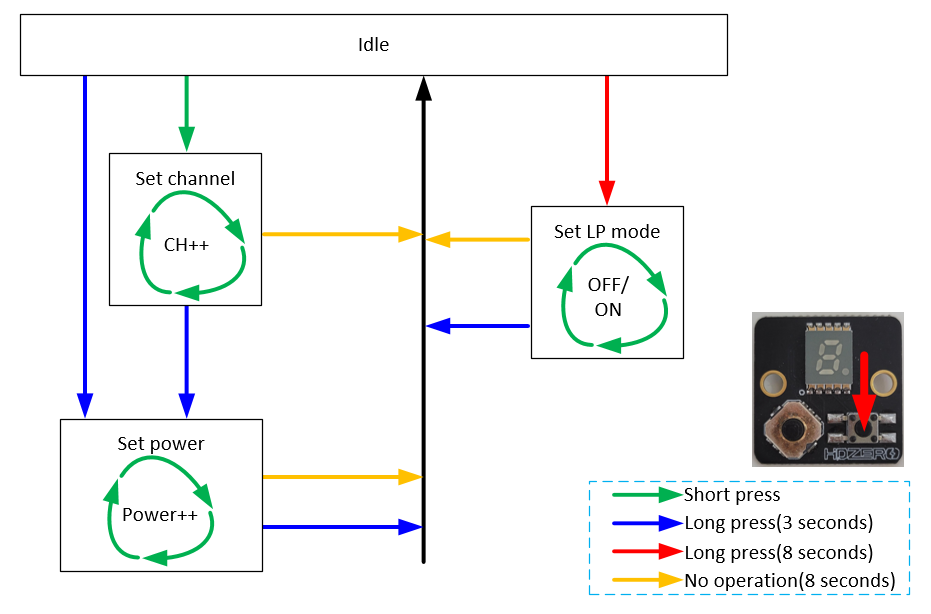 Idle
Set channel
CH++
Set LP mode
OFF/
ON
Set power
Power++
8.
HDZERO
Short press
Long press(3 seconds)
Long press(8 seconds)
No operation(8 seconds)